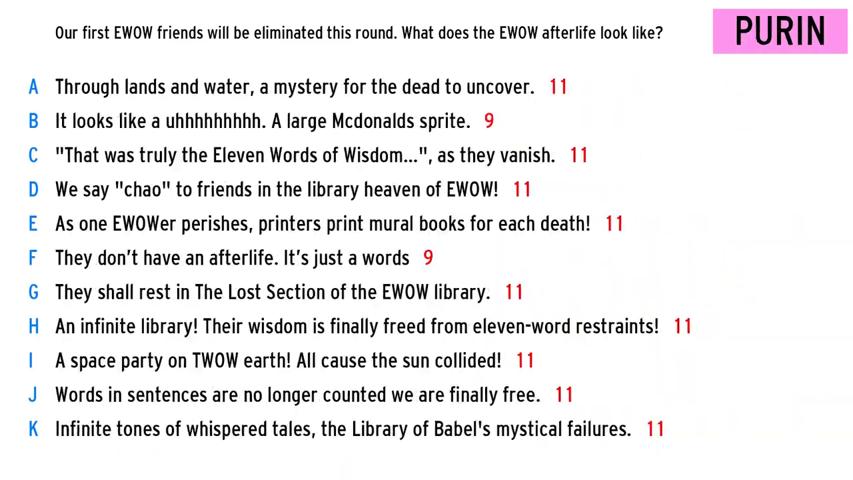 Our first EWOW friends will be eliminated this round. What does the EWOW afterlife look like?
PURIN
A Through lands and water, a mystery for the dead to uncover. 11
B It looks like a uhhhhhhhhh. A large Mcdonalds sprite. 9
C "That was truly the Eleven Words of Wisdom...", as they vanish. 11
D We say "chao" to friends in the library heaven of EWOW! 11
E As one EWOWer perishes, printers print mural books for each death! 11
F They don’t have an afterlife. It’s just a words 9
G They shall rest in The Lost Section of the EWOW library. 11
H An infinite library! Their wisdom is finally freed from eleven-word restraints! 11
I A space party on TWOW earth! All cause the sun collided! 11
J Words in sentences are no longer counted we are finally free. 11
K Infinite tones of whispered tales, the Library of Babel's mystical failures. 11